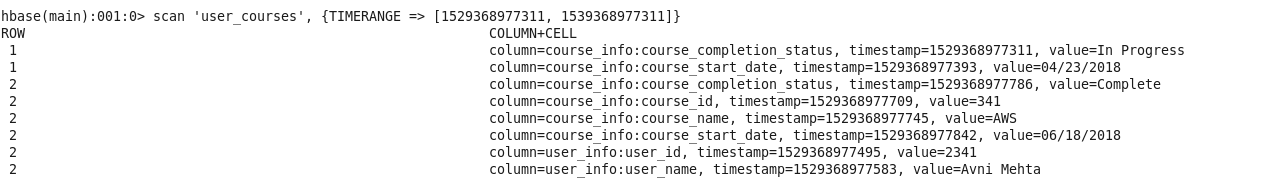 hbase(main):001:0> scan 'user_courses', {TIMERANGE => [1529368977311, 1539368977311]}
ROW COLUMN+CELL
1 column=course_info:course_completion_status, timestamp=1529368977311, value=In Progress
1 column=course_info:course_start_date, timestamp=1529368977393, value=04/23/2018
2 column=course_info:course_completion_status, timestamp=1529368977786, value=Complete
2 column=course_info:course_id, timestamp=1529368977709, value=341
2 column=course_info:course_name, timestamp=1529368977745, value=AWS
2 column=course_info:course_start_date, timestamp=1529368977842, value=06/18/2018
2 column=user_info:user_id, timestamp=1529368977495, value=2341
2 column=user_info:user_name, timestamp=1529368977583, value=Avni Mehta